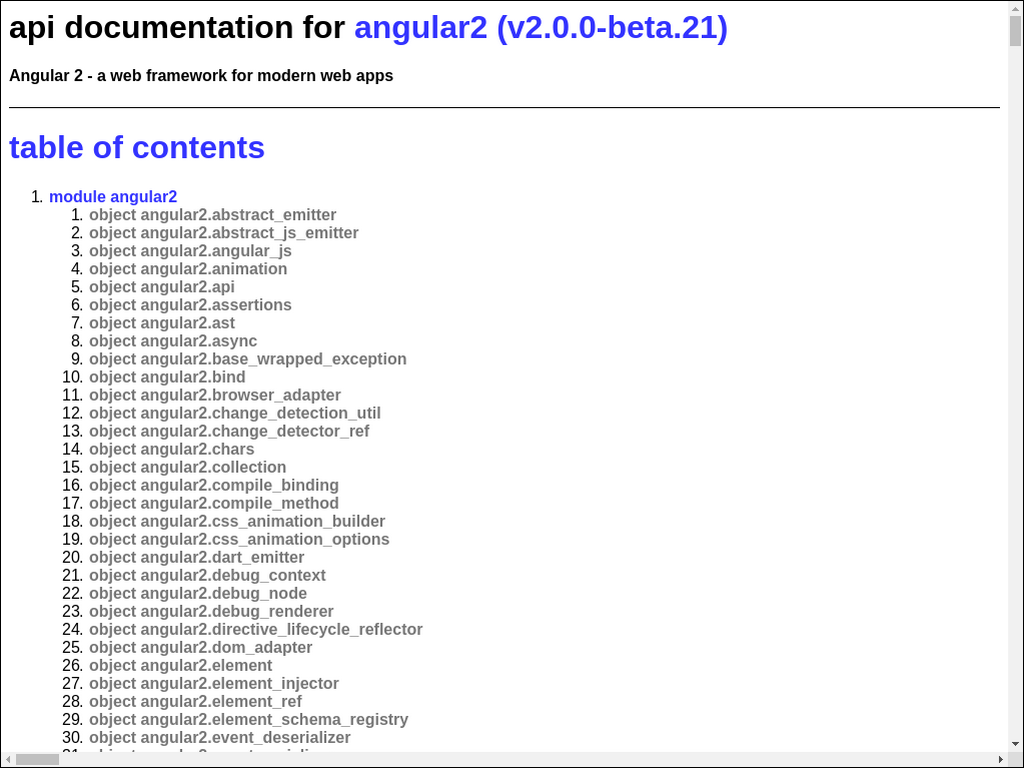 api documentation for angular2 (v2.0.0-beta.21)
Angular 2 - a web framework for modern web apps
table of contents
1. module angular2
1. object angular2.abstract_emitter
2. object angular2.abstract_js_emitter
3. object angular2.angular_js
4. object angular2.animation
5. object angular2.api
6. object angular2.assertions
7. object angular2.ast
8. object angular2.async
9. object angular2.base_wrapped_exception
10. object angular2.bind
11. object angular2.browser_adapter
12. object angular2.change_detection_util
13. object angular2.change_detector_ref
14. object angular2.chars
15. object angular2.collection
16. object angular2.compile_binding
17. object angular2.compile_method
18. object angular2.css_animation_builder
19. object angular2.css_animation_options
20. object angular2.dart_emitter
21. object angular2.debug_context
22. object angular2.debug_node
23. object angular2.debug_renderer
24. object angular2.directive_lifecycle_reflector
25. object angular2.dom_adapter
26. object angular2.element
27. object angular2.element_injector
28. object angular2.element_ref
29. object angular2.element_schema_registry
30. object angular2.event_deserializer